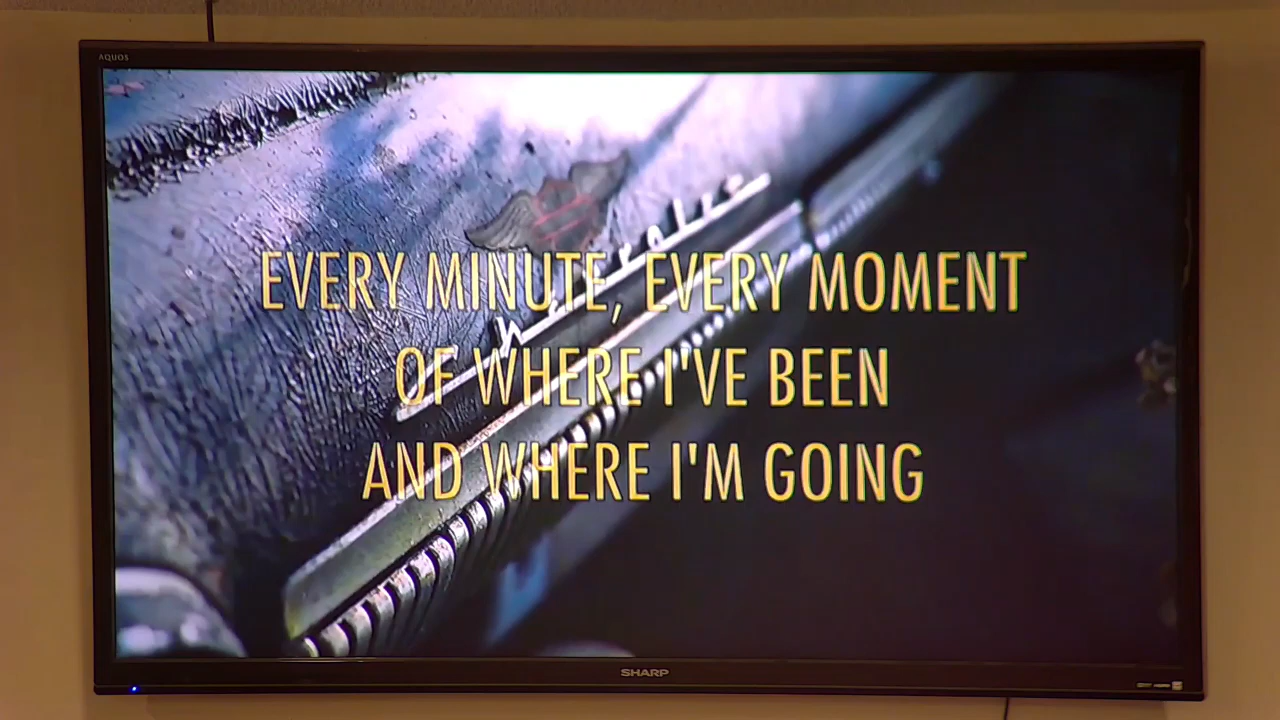 AQUOS
EVERY MINUTE, EVERY MOMENT
OF WHERE I'VE BEEN
AND WHERE I'M GOING
SHARP